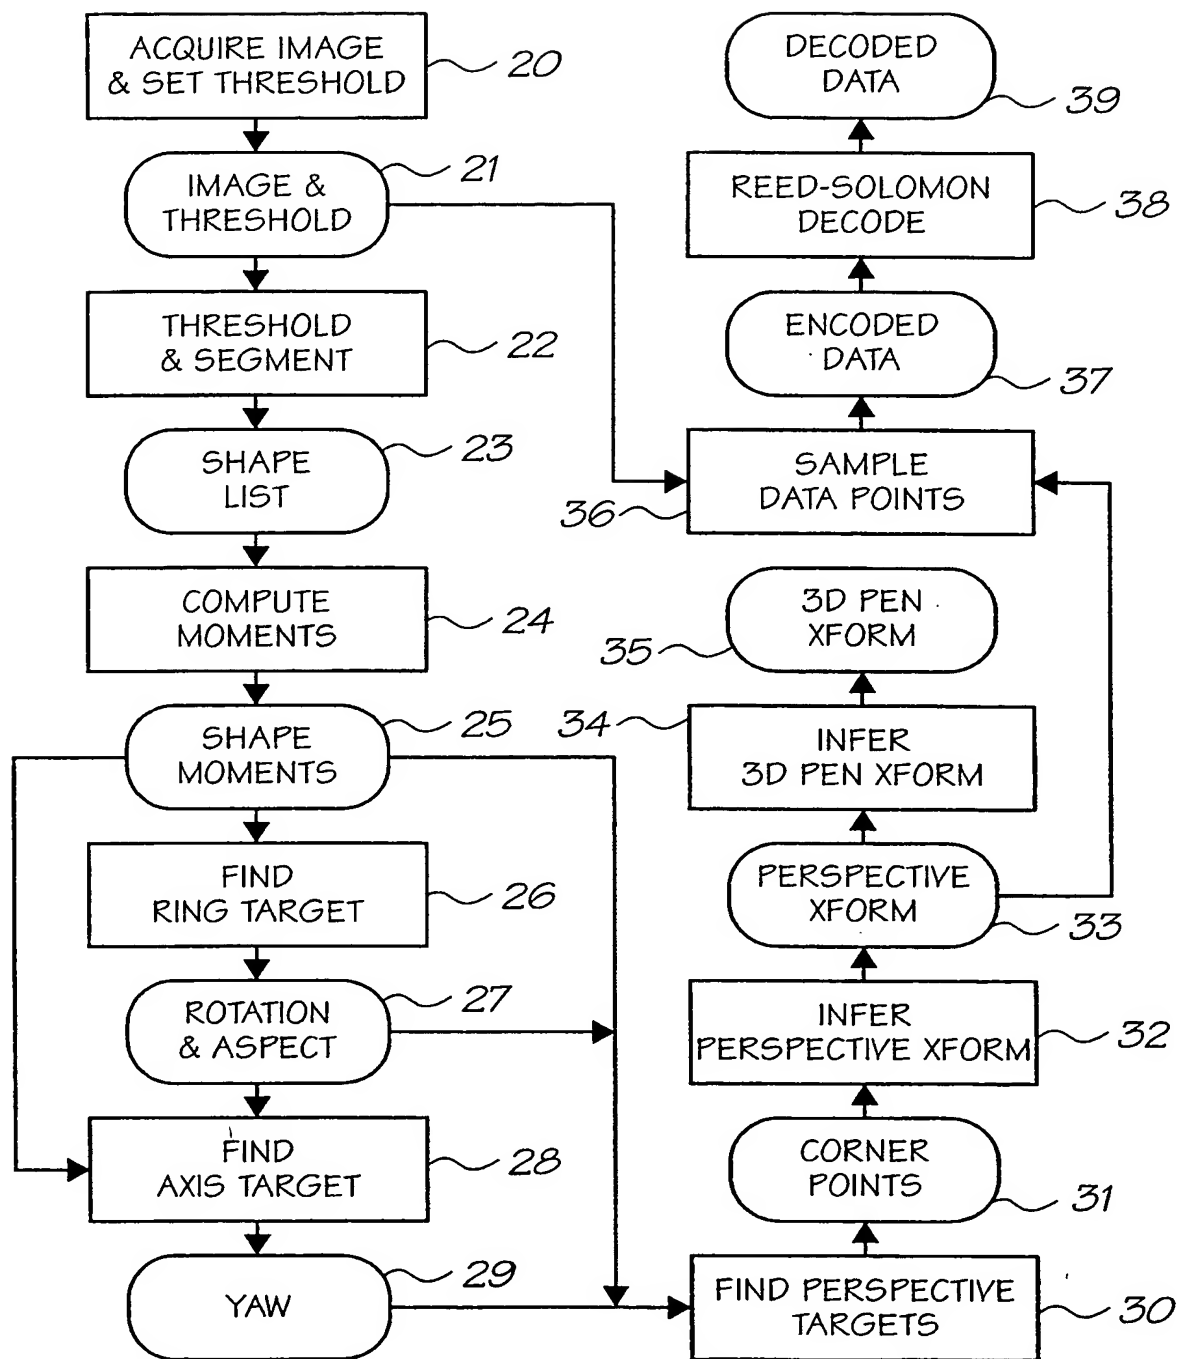 ACQUIRE IMAGE
& SET THRESHOLD
20
IMAGE &
THRESHOLD
21
THRESHOLD
& SEGMENT
22
SHAPE
LIST
23
COMPUTE
MOMENTS
24
SHAPE
MOMENTS
25
FIND
RING TARGET
26
ROTATION
& ASPECT
27
FIND
AXIS TARGET
28
YAW
29
DECODED
DATA
39
REED-SOLOMON
DECODE
38
ENCODED
DATA
37
SAMPLE
DATA POINTS
36
3D PEN
XFORM
35
INFER
3D PEN XFORM
34
PERSPECTIVE
XFORM
33
INFER
PERSPECTIVE XFORM
32
CORNER
POINTS
31
FIND PERSPECTIVE
TARGETS
30